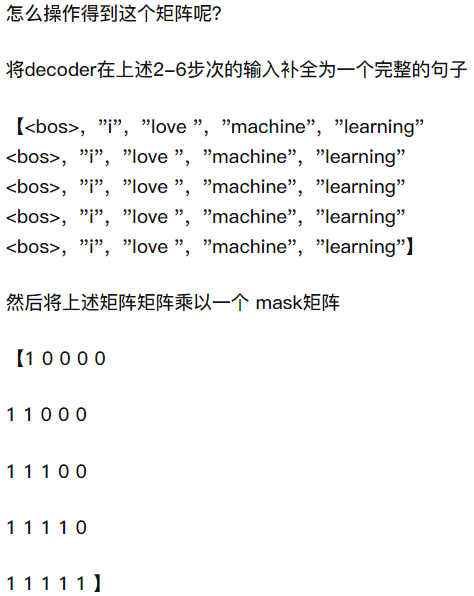 怎么操作得到这个矩阵呢?
将decoder在上述2-6步次的输入补全为一个完整的句子
【<bos>，”i”，”love ”，”machine”，”learning”
<bos>，”i”，”love ”，”machine”，”learning”
<bos>，”i”，”love ”，”machine”，”learning”
<bos>，”i”，”love ”，”machine”，”learning”
<bos>，”i”，”love ”，”machine”，”learning”】
然后将上述矩阵矩阵乘以一个 mask矩阵
【1 0 0 0 0
1 1 0 0 0
1 1 1 0 0
1 1 1 1 0
1 1 1 1 1 】